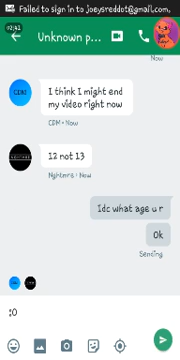 Failed to sign in to joeysreddot@gmail.com,
Unknown p...
Now
I think I might end
my video right now
CDM • Now
12 not 13
Nghtmre • Now
Idc what age u r
Ok
Sending
:0